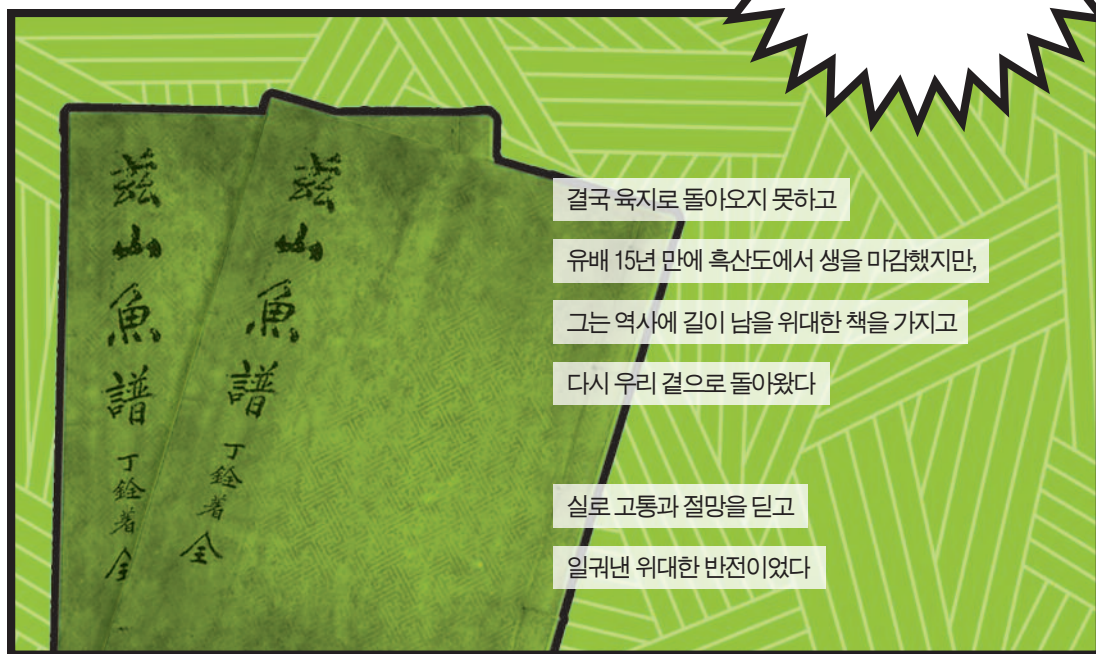 玆山魚譜
丁銓著
全
玆山魚譜
丁銓著
全
결국 육지로 돌아오지 못하고
유배 15년 만에 흑산도에서 생을 마감했지만,
그는 역사에 길이 남을 위대한 책을 가지고
다시 우리 곁으로 돌아왔다
실로 고통과 절망을 딛고
일궈낸 위대한 반전이었다